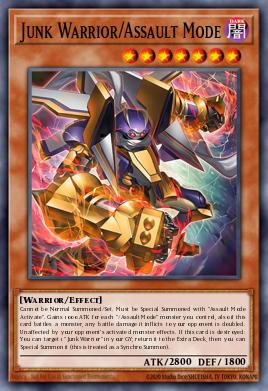 Junk Warrior/Assault Mode
DARK
闇
[Warrior/Effect]
Cannot be Normal Summoned/Set. Must be Special Summoned with "Assault Mode
Activate". Gains 100 ATK for each "/Assault Mode" monster you control, also if this
card battles a monster, any battle damage it inflicts to your opponent is doubled.
Unaffected by your opponent's activated monster effects. If this card is destroyed:
You can target 1 "Junk Warrior" in your GY; return it to the Extra Deck, then you can
Special Summon it (this is treated as a Synchro Summon).
ATK/2800 DEF/1800
©2020 Studio Dice/SHUEISHA, TV TOKYO, KONAMI